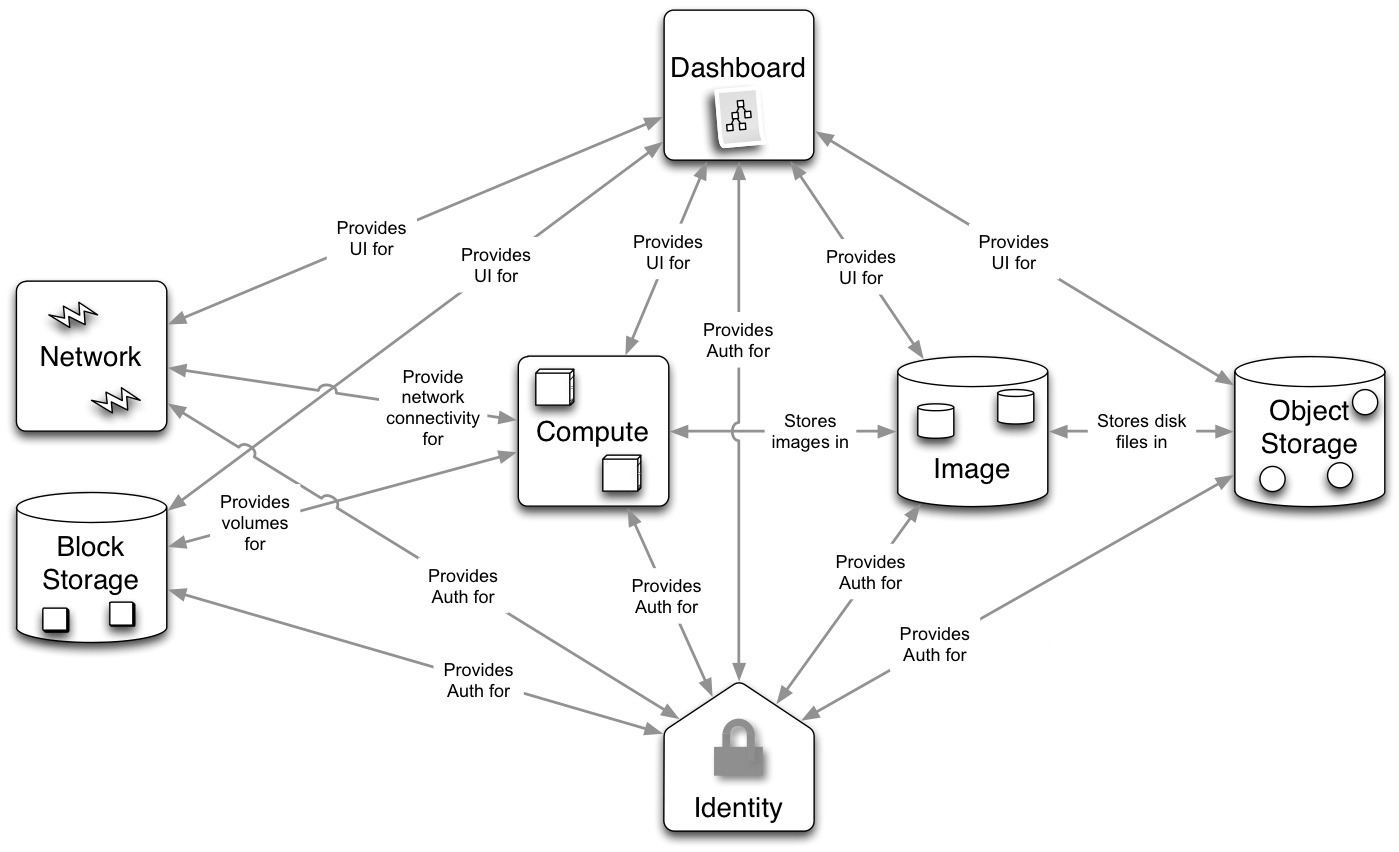 Dashboard
Provides
UI for
Provides
UI for
Provides
UI for
Provides
UI for
Provides
UI for
Network
Provides
Auth for
Provide
network
connectivity
for
Compute
Stores
images in
Image
Stores disk
files in
Object
Storage
Provides
volumes
for
Block
Storage
Provides
Auth for
Provides
Auth for
Provides
Auth for
Provides
Auth for
Provides
Auth for
Identity